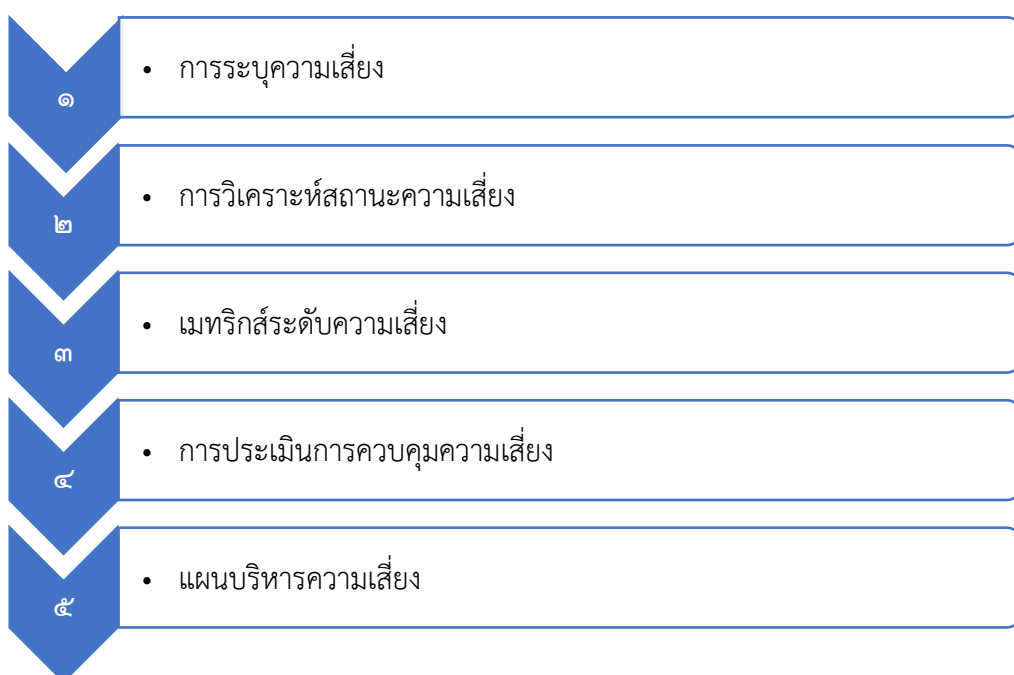 ๑
• การระบุความเสี่ยง
๒
• การวิเคราะห์สถานะความเสี่ยง
๓
• เมทริกส์ระดับความเสี่ยง
๔
• การประเมินการควบคุมความเสี่ยง
๕
• แผนบริหารความเสี่ยง